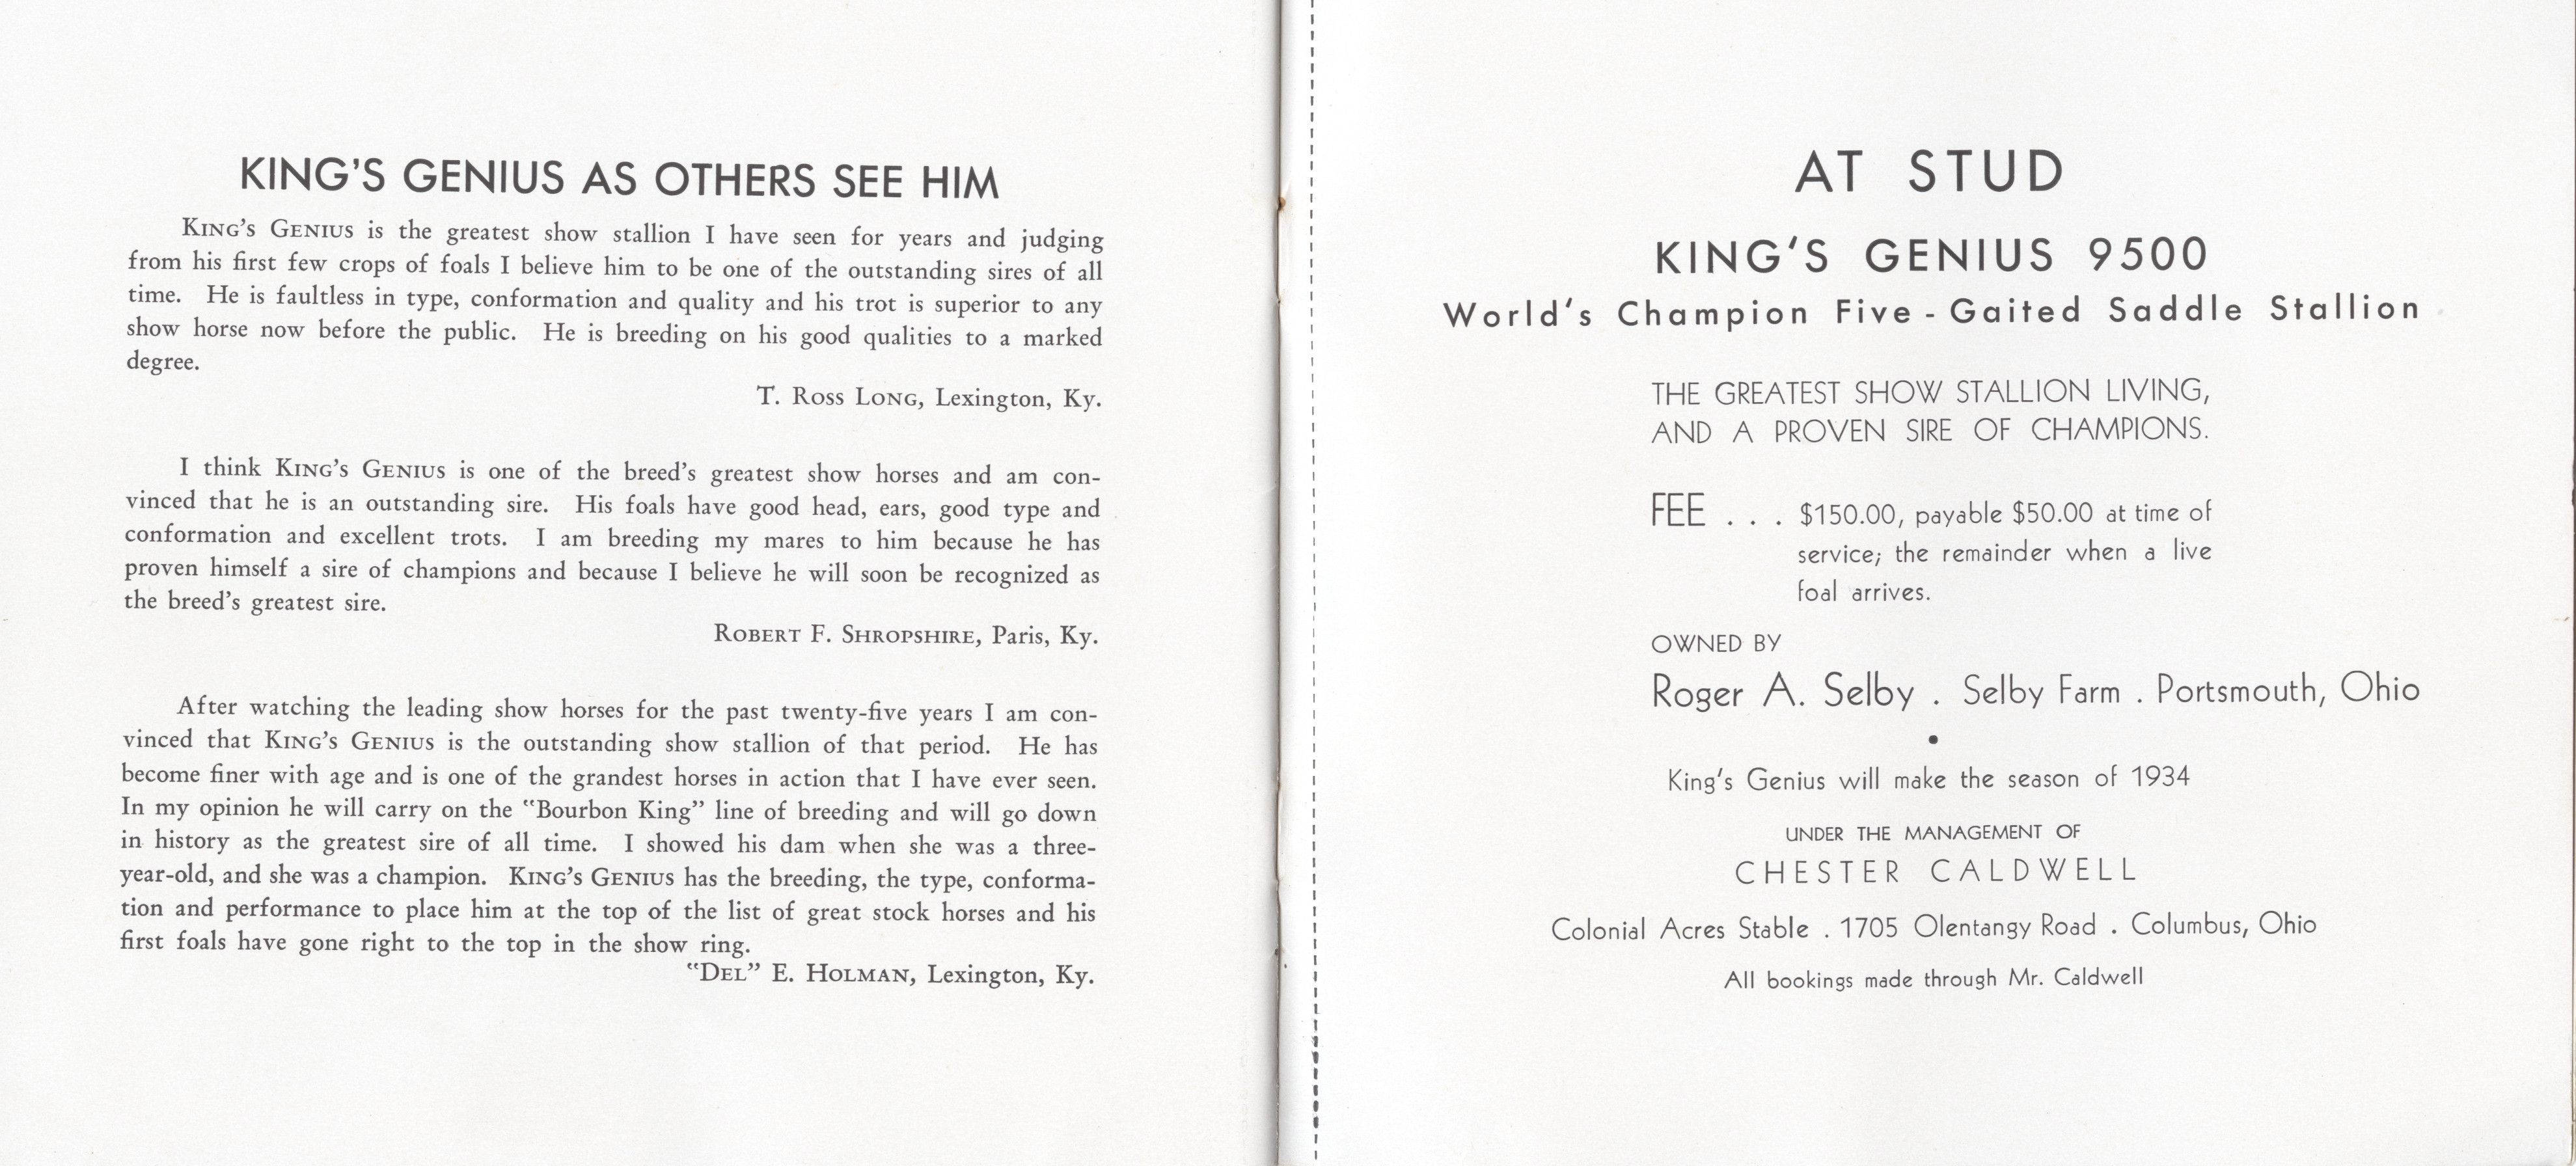 KING'S GENIUS AS OTHERS SEE HIM
KING'S GENIUS is the greatest show stallion I have seen for years and judging
from his first few crops of foals I believe him to be one of the outstanding sires of all
time. He is faultless in type, conformation and quality and his trot is superior to any
show horse now before the public. He is breeding on his good qualities to a marked
degree.
T. ROSS LONG, Lexington, Ky.
I think KING'S GENIUS is one of the breed's greatest show horses and am con-
vinced that he is an outstanding sire. His foals have good head, ears, good type and
conformation and excellent trots. I am breeding my mares to him because he has
proven himself a sire of champions and because I believe he will soon be recognized as
the breed's greatest sire.
ROBERT F. SHROPSHIRE, Paris, Ky.
After watching the leading show horses for the past twenty-five years I am con-
vinced that KING'S GENIUS is the outstanding show stallion of that period. He has
become finer with age and is one of the grandest horses in action that I have ever seen.
In my opinion he will carry on the "Bourbon King" line of breeding and will go down
in history as the greatest sire of all time. I showed his dam when she was a three-
year-old, and she was a champion. KING'S GENIUS has the breeding, the type, conforma-
tion and performance to place him at the top of the list of great stock horses and his
first foals have gone right to the top in the show ring.
"DEL" E. HOLMAN, Lexington, Ky.
AT STUD
KING'S GENIUS 9500
World's Champion Five-Gaited Saddle Stallion
THE GREATEST SHOW STALLION LIVING,
AND A PROVEN SIRE OF CHAMPIONS.
FEE . . . $150.00, payable $50.00 at time of
service; the remainder when a live
foal arrives.
OWNED BY
Roger A. Selby . Selby Farm . Portsmouth, Ohio
•
King's Genius will make the season of 1934
UNDER THE MANAGEMENT OF
CHESTER CALDWELL
Colonial Acres Stable . 1705 Olentangy Road . Columbus, Ohio
All bookings made through Mr. Caldwell